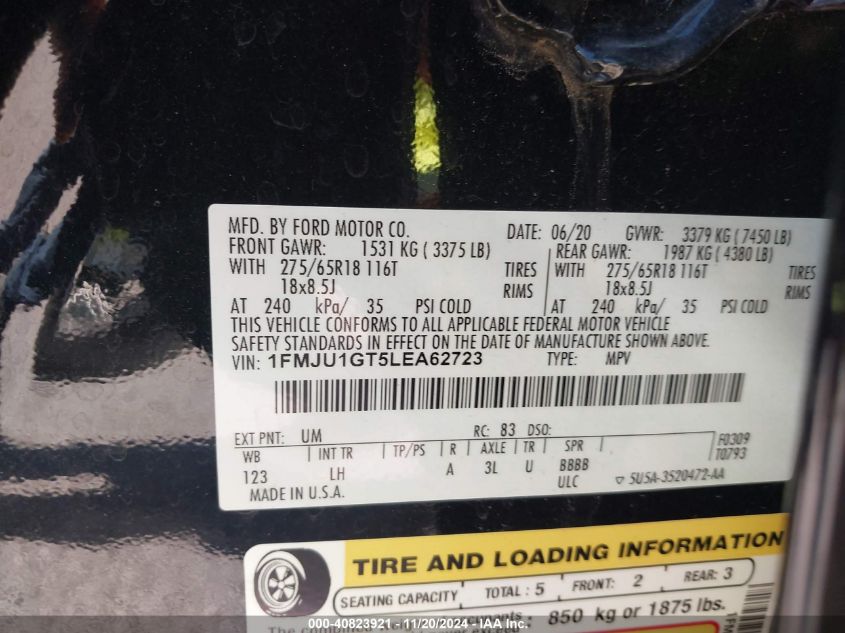 MFD. BY FORD MOTOR CO. DATE: 06/20 GVWR: 3379 KG (7450 LB)
FRONT GAWR: 1531 KG (3375 LB) REAR GAWR: 1987 KG (4380 LB)
WITH 275/65R18 116T TIRES WITH 275/65R18 116T TIRES
18x8.5J RIMS 18x8.5J RIMS
AT 240 kPa/ 35 PSI COLD AT 240 kPa/ 35 PSI COLD
THIS VEHICLE CONFORMS TO ALL APPLICABLE FEDERAL MOTOR VEHICLE
SAFETY STANDARDS IN EFFECT ON THE DATE OF MANUFACTURE SHOWN ABOVE.
VIN: 1FMJU1GT5LEA62723 TYPE: MPV
EXT PNT: UM RC: 83 DSO: F0309
WB INT TR TP/PS R AXLE TR SPR T0793
123 LH A 3L U BBBB
ULC 5U5A-3520472-AA
MADE IN U.S.A.
TIRE AND LOADING INFORMATION
SEATING CAPACITY TOTAL : 5 FRONT: 2 REAR: 3
The combined 850 kg or 1875 lbs.
000-40823921 - 11/20/2024 - IAA Inc.